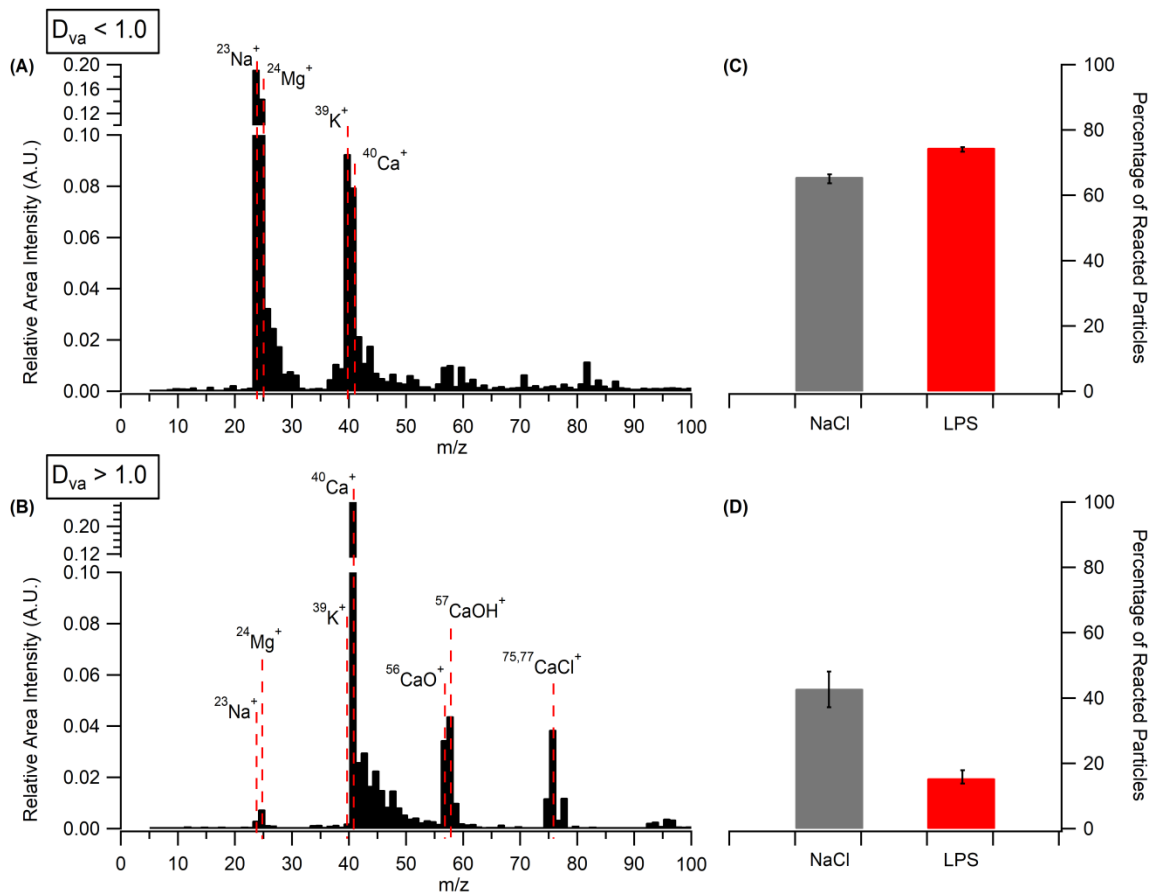 D_va < 1.0
(A)
Relative Area Intensity (A.U.)
0.20
0.16
0.12
0.10
0.08
0.06
0.04
0.02
0.00
²³Na⁺
²⁴Mg⁺
³⁹K⁺
⁴⁰Ca⁺
0 10 20 30 40 50 60 70 80 90 100
m/z
(C)
100
80
60
40
20
0
Percentage of Reacted Particles
NaCl LPS
D_va > 1.0
(B)
Relative Area Intensity (A.U.)
0.20
0.12
0.10
0.08
0.06
0.04
0.02
0.00
²³Na⁺
²⁴Mg⁺
³⁹K⁺
⁴⁰Ca⁺
⁵⁶CaO⁺
⁵⁷CaOH⁺
⁷⁵,⁷⁷CaCl⁺
0 10 20 30 40 50 60 70 80 90 100
m/z
(D)
100
80
60
40
20
0
Percentage of Reacted Particles
NaCl LPS